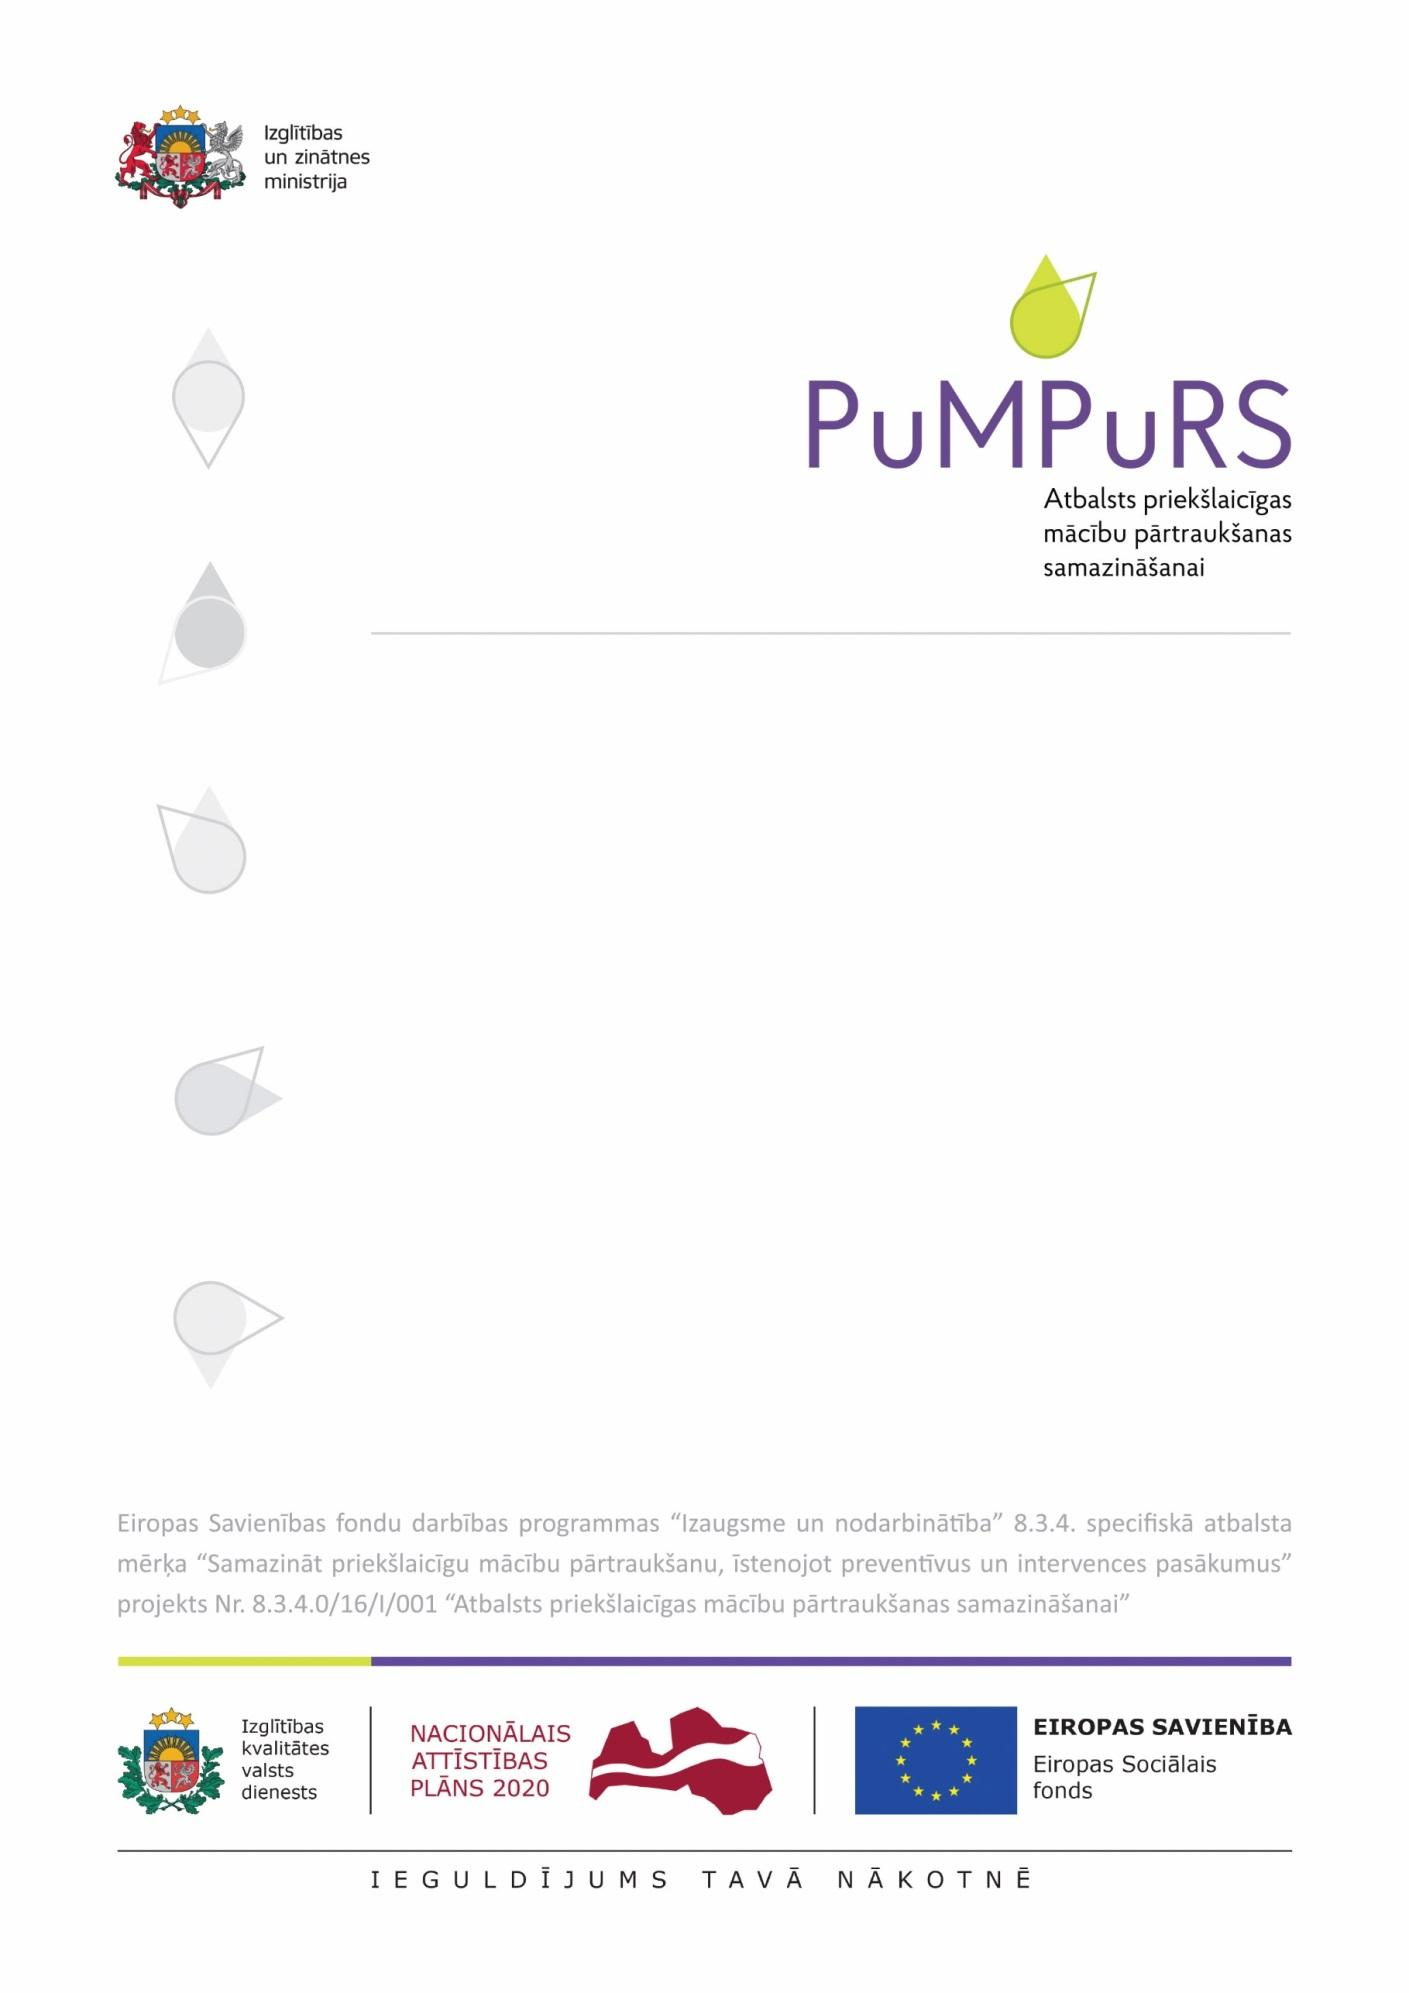 Izglītības
un zinātnes
ministrija
PuMPuRS
Atbalsts priekšlaicīgas
mācību pārtraukšanas
samazināšanai
Eiropas Savienības fondu darbības programmas “Izaugsme un nodarbinātība” 8.3.4. specifiskā atbalsta
mērķa “Samazināt priekšlaicīgu mācību pārtraukšanu, īstenojot preventīvus un intervences pasākumus”
projekts Nr. 8.3.4.0/16/I/001 “Atbalsts priekšlaicīgas mācību pārtraukšanas samazināšanai”
Izglītības
kvalitātes
valsts
dienests
NACIONĀLAIS
ATTĪSTĪBAS
PLĀNS 2020
EIROPAS SAVIENĪBA
Eiropas Sociālais
fonds
IEGULDĪJUMS TAVĀ NĀKOTNĒ